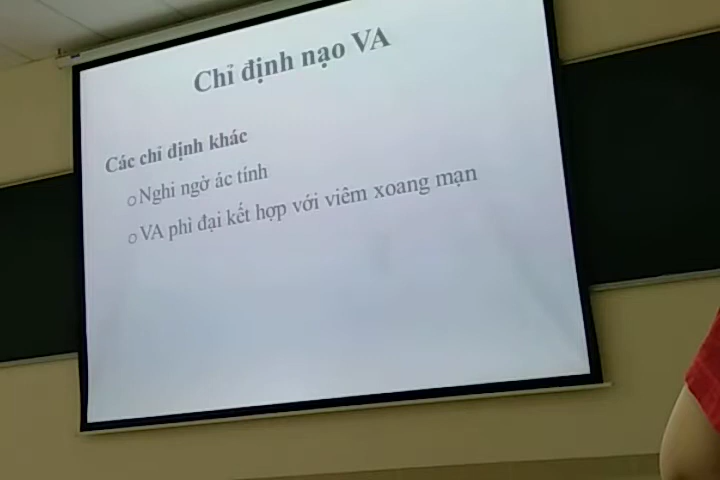 Chỉ định nạo VA
Các chỉ định khác
o Nghi ngờ ác tính
o VA phì đại kết hợp với viêm xoang mạn